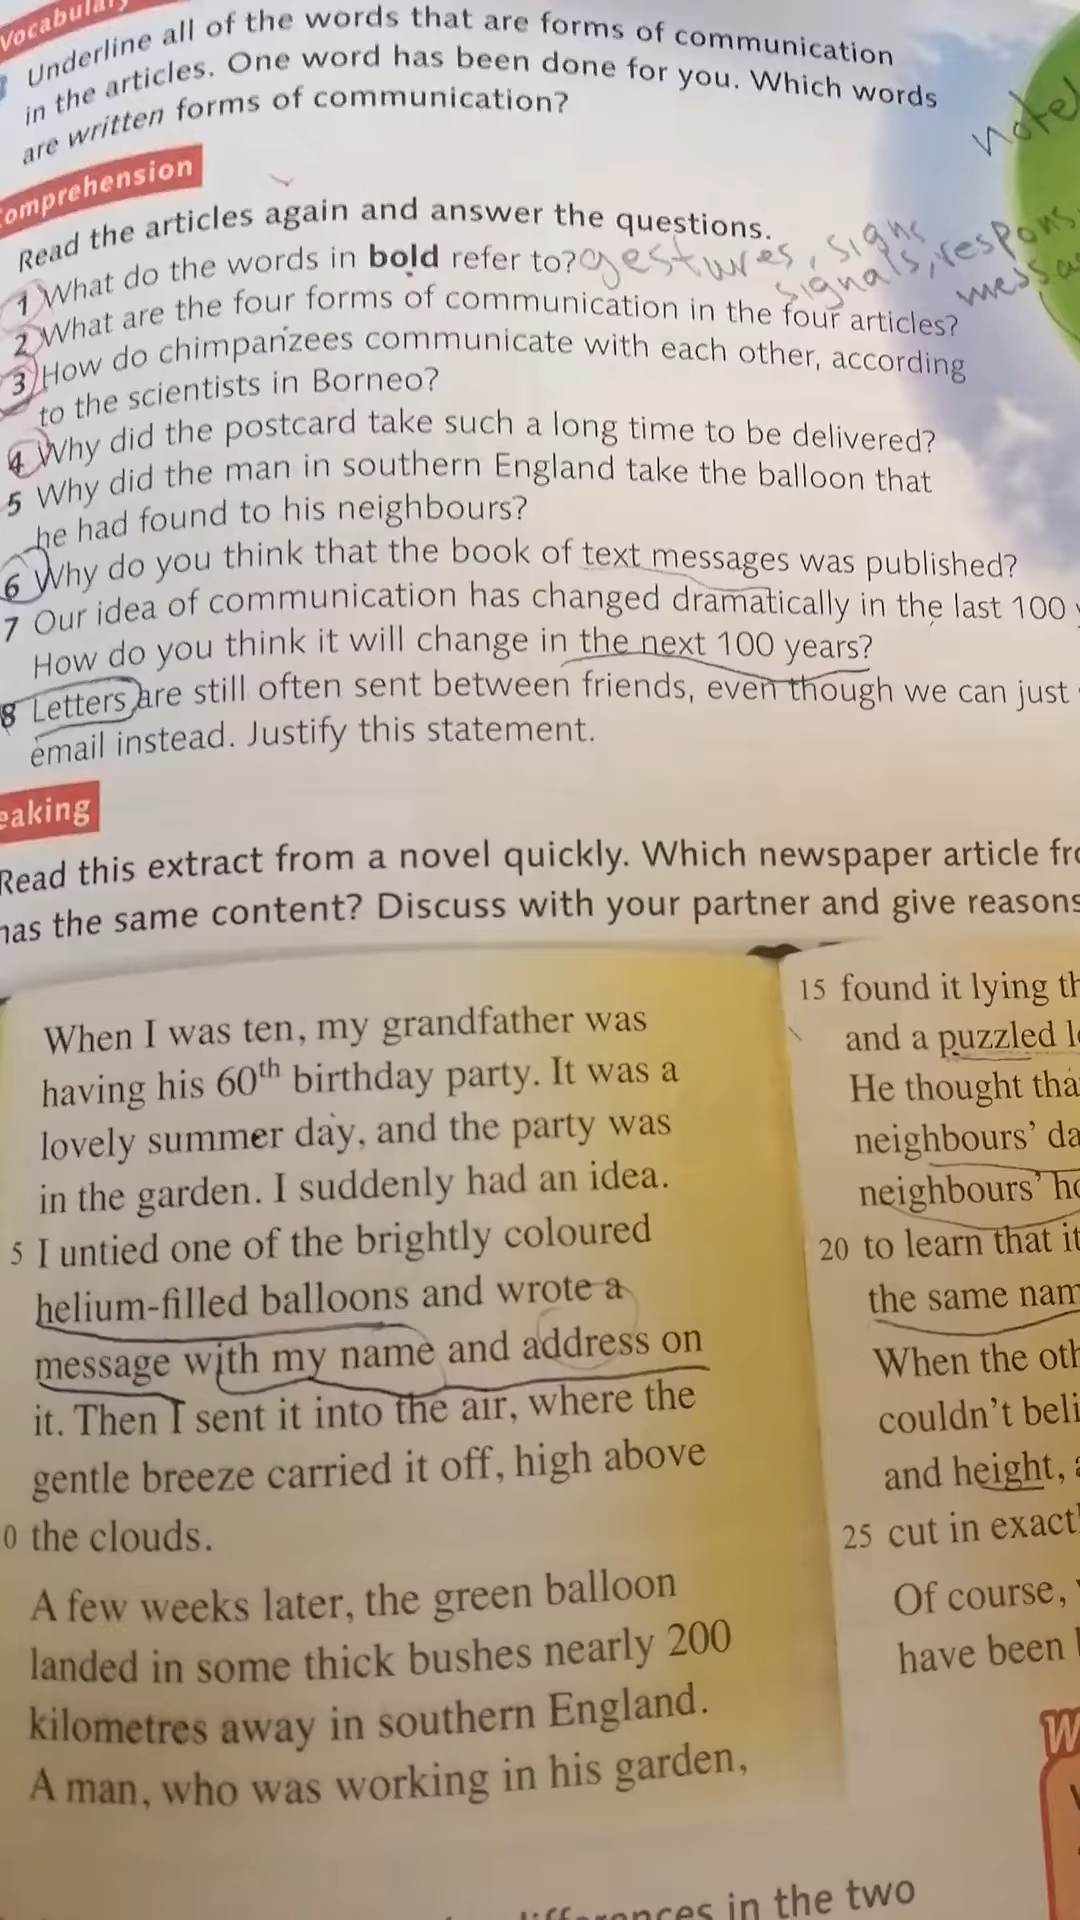 Vocabulary
Underline all of the words that are forms of communication
in the articles. One word has been done for you. Which words
are written forms of communication?
Comprehension
Read the articles again and answer the questions.
1 What do the words in bold refer to? gestures, signs
signals, respons
messa
2 What are the four forms of communication in the four articles?
3 How do chimpanzees communicate with each other, according
to the scientists in Borneo?
4 Why did the postcard take such a long time to be delivered?
5 Why did the man in southern England take the balloon that
he had found to his neighbours?
6 Why do you think that the book of text messages was published?
7 Our idea of communication has changed dramatically in the last 100
How do you think it will change in the next 100 years?
8 Letters are still often sent between friends, even though we can just
email instead. Justify this statement.
eaking
Read this extract from a novel quickly. Which newspaper article fro
has the same content? Discuss with your partner and give reasons
When I was ten, my grandfather was
having his 60th birthday party. It was a
lovely summer day, and the party was
in the garden. I suddenly had an idea.
5 I untied one of the brightly coloured
helium-filled balloons and wrote a
message with my name and address on
it. Then I sent it into the air, where the
gentle breeze carried it off, high above
0 the clouds.
A few weeks later, the green balloon
landed in some thick bushes nearly 200
kilometres away in southern England.
A man, who was working in his garden,
15 found it lying th
and a puzzled lo
He thought tha
neighbours' da
neighbours' ho
20 to learn that it
the same nam
When the oth
couldn't beli
and height, a
25 cut in exactl
Of course,
have been
W
differences in the two